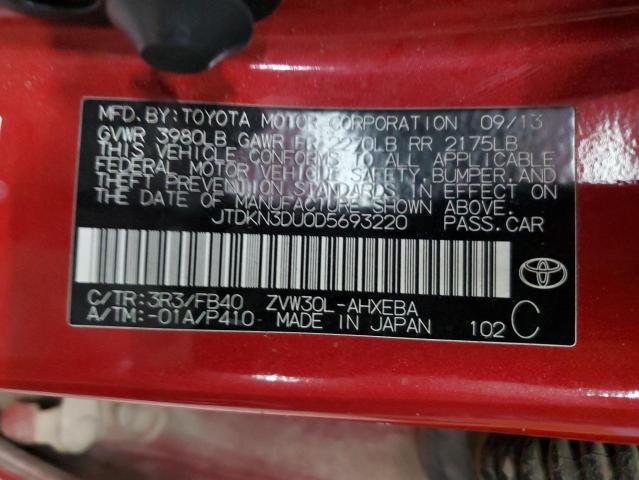 MFD. BY: TOYOTA MOTOR CORPORATION 09/13
GVWR 3980LB GAWR FR 2270LB RR 2175LB
THIS VEHICLE CONFORMS TO ALL APPLICABLE
FEDERAL MOTOR VEHICLE SAFETY, BUMPER, AND
THEFT PREVENTION STANDARDS IN EFFECT ON
THE DATE OF MANUFACTURE SHOWN ABOVE.
JTDKN3DU0D5693220 PASS.CAR
C/TR:3R3/FB40 ZVW30L-AHXEBA
A/TM:-01A/P410 MADE IN JAPAN 102 C